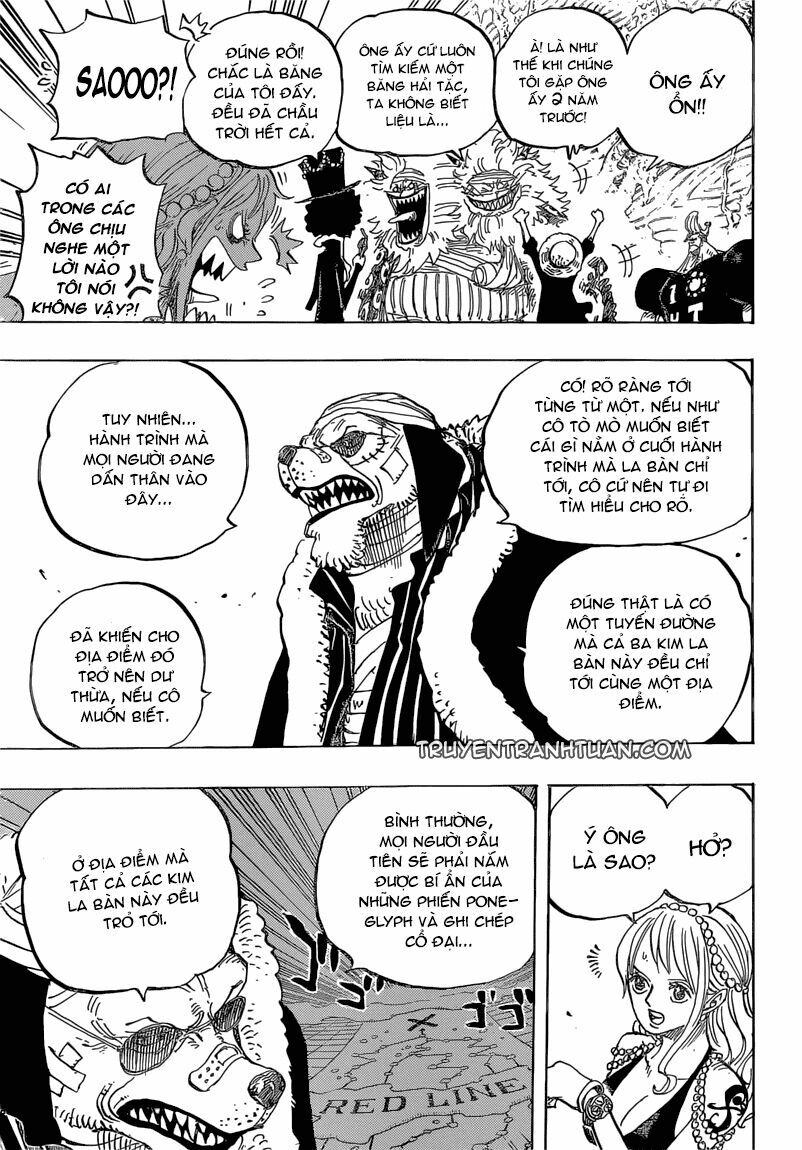 ÔNG ẤY
ỔN!!
À! LÀ NHƯ
THẾ KHI CHÚNG
TÔI GẶP ÔNG
ẤY 2 NĂM
TRƯỚC!
ÔNG ẤY CỨ LUÔN
TÌM KIẾM MỘT
BĂNG HẢI TẶC,
TA KHÔNG BIẾT
LIỆU LÀ...
ĐÚNG RỒI!
CHẮC LÀ BĂNG
CỦA TÔI ĐẤY.
ĐỀU ĐÃ CHẦU
TRỜI HẾT CẢ.
SAOOO?!
CÓ AI
TRONG CÁC
ÔNG CHỊU
NGHE MỘT
LỜI NÀO
TÔI NÓI
KHÔNG VẬY?!
CÓ! RÕ RÀNG TỚI
TỪNG TỪ MỘT. NẾU NHƯ
CÔ TÒ MÒ MUỐN BIẾT
CÁI GÌ NẰM Ở CUỐI HÀNH
TRÌNH MÀ LA BÀN CHỈ
TỚI, CÔ CỨ NÊN TỰ ĐI
TÌM HIỂU CHO RÕ.
ĐÚNG THẬT LÀ CÓ
MỘT TUYẾN ĐƯỜNG
MÀ CẢ BA KIM LA
BÀN NÀY ĐỀU CHỈ
TỚI CÙNG MỘT ĐỊA
ĐIỂM.
TUY NHIÊN...
HÀNH TRÌNH MÀ
MỌI NGƯỜI ĐANG
DẤN THÂN VÀO
ĐÂY...
ĐÃ KHIẾN CHO
ĐỊA ĐIỂM ĐÓ
TRỞ NÊN DƯ
THỪA, NẾU CÔ
MUỐN BIẾT.
TRUYENTRANHTUAN.COM
HỞ?
Ý ÔNG
LÀ SAO?
BÌNH THƯỜNG,
MỌI NGƯỜI ĐẦU
TIÊN SẼ PHẢI NẮM
ĐƯỢC BÍ ẨN CỦA
NHỮNG PHIẾN PONE-
GLYPH VÀ GHI CHÉP
CỔ ĐẠI...
ゴゴ
ゴゴ
RED LINE
Ở ĐỊA ĐIỂM MÀ
TẤT CẢ CÁC KIM
LA BÀN NÀY ĐỀU
TRỎ TỚI.